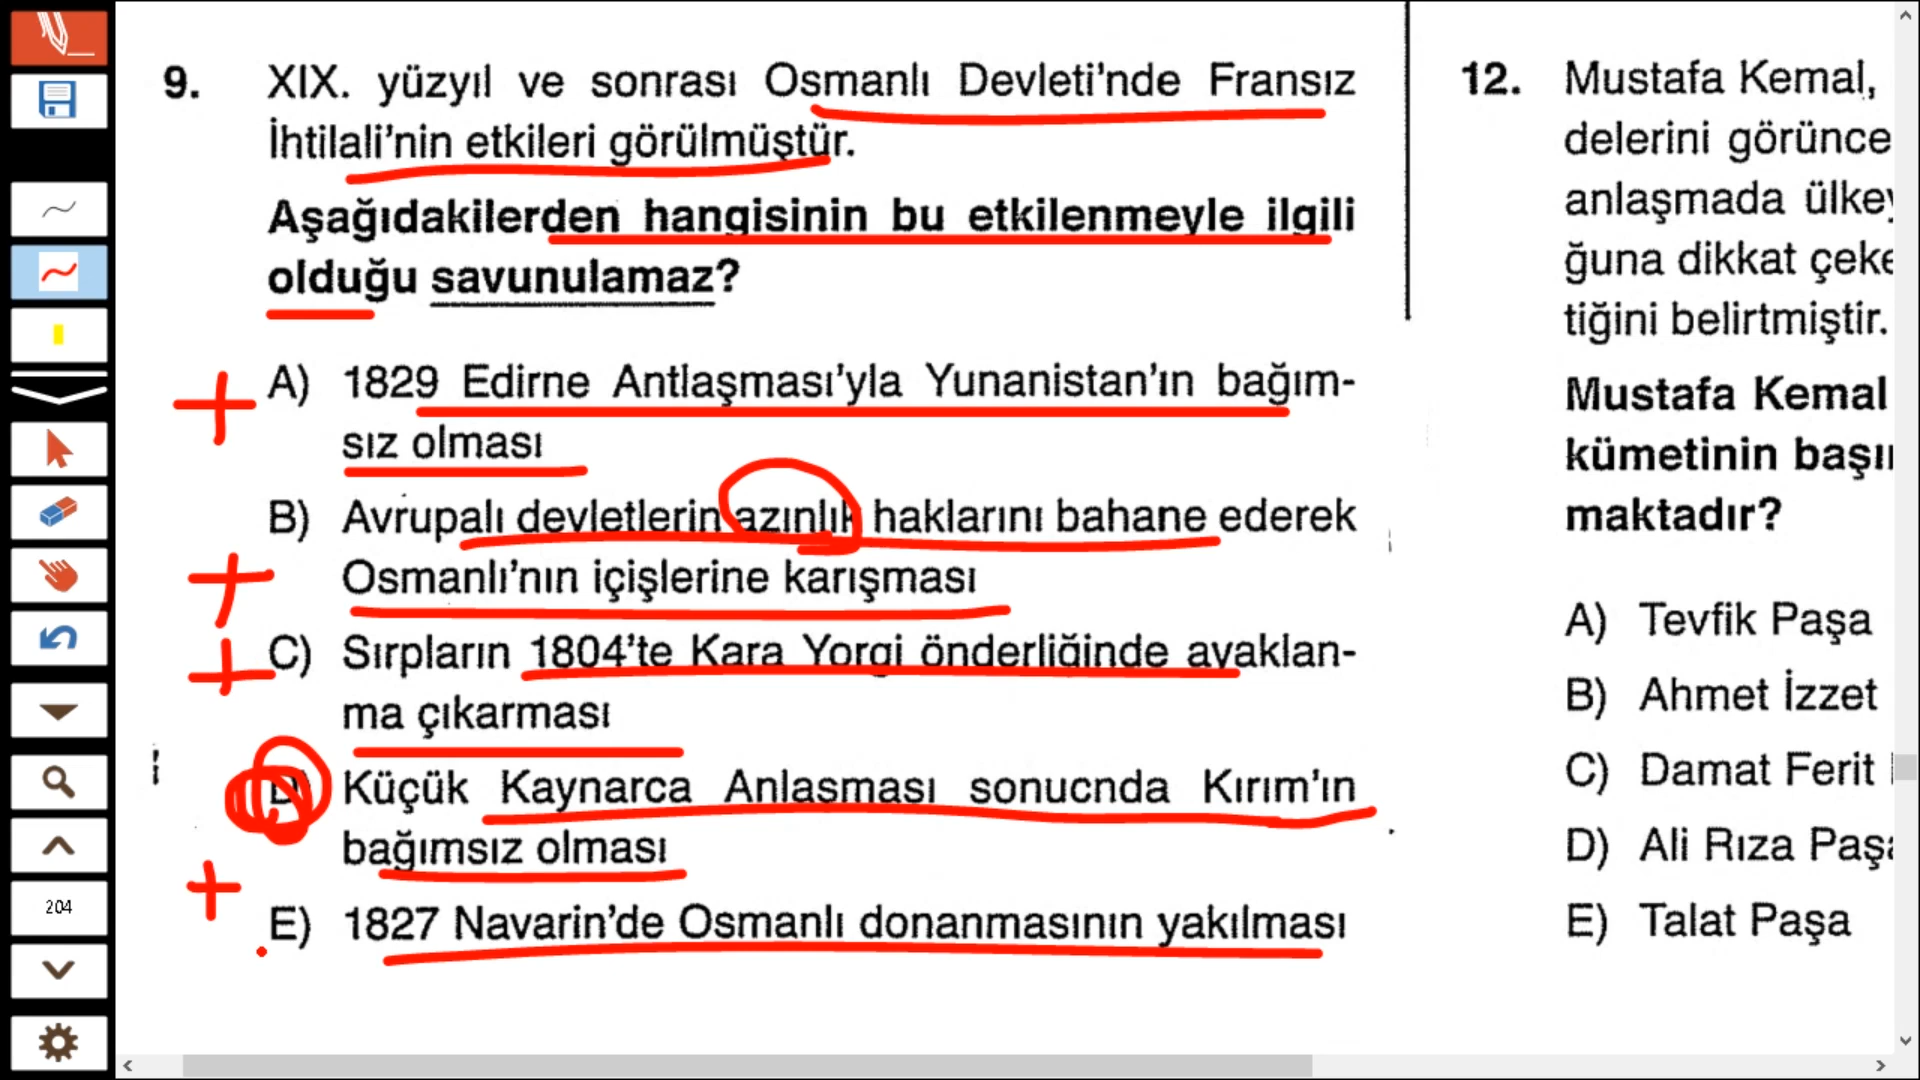 9. XIX. yüzyıl ve sonrası Osmanlı Devleti'nde Fransız
İhtilali'nin etkileri görülmüştür.
Aşağıdakilerden hangisinin bu etkilenmeyle ilgili
olduğu savunulamaz?
A) 1829 Edirne Antlaşması'yla Yunanistan'ın bağım-
sız olması
B) Avrupalı devletlerin azınlık haklarını bahane ederek
Osmanlı'nın içişlerine karışması
C) Sırpların 1804'te Kara Yorgi önderliğinde ayaklan-
ma çıkarması
D) Küçük Kaynarca Anlaşması sonucnda Kırım'ın
bağımsız olması
E) 1827 Navarin'de Osmanlı donanmasının yakılması
12. Mustafa Kemal,
delerini görünce
anlaşmada ülkey
ğuna dikkat çeke
tiğini belirtmiştir.
Mustafa Kemal
kümetinin başı
maktadır?
A) Tevfik Paşa
B) Ahmet İzzet
C) Damat Ferit
D) Ali Rıza Paşa
E) Talat Paşa
204